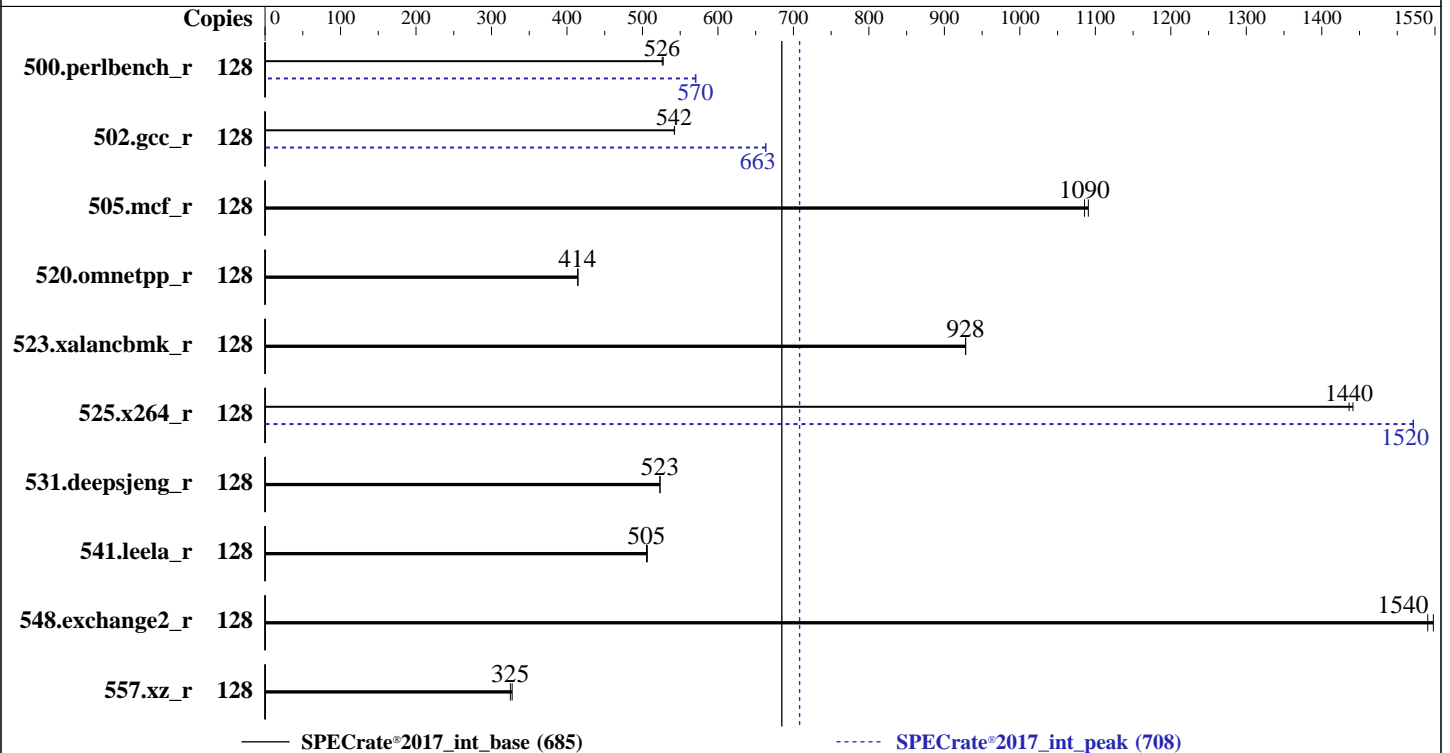 Copies 0 100 200 300 400 500 600 700 800 900 1000 1100 1200 1300 1400 1550
526
500.perlbench_r 128
570
542
502.gcc_r 128
663
1090
505.mcf_r 128
414
520.omnetpp_r 128
928
523.xalancbmk_r 128
1440
525.x264_r 128
1520
523
531.deepsjeng_r 128
505
541.leela_r 128
1540
548.exchange2_r 128
325
557.xz_r 128
SPECrate®2017_int_base (685) SPECrate®2017_int_peak (708)